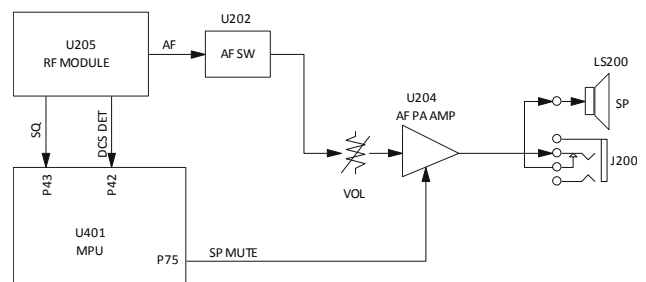 U205
RF MODULE
AF
U202
AF SW
LS200
SP
U204
AF PA AMP
J200
VOL
SQ
DCS DET
P43
P42
U401
MPU
P75
SP MUTE